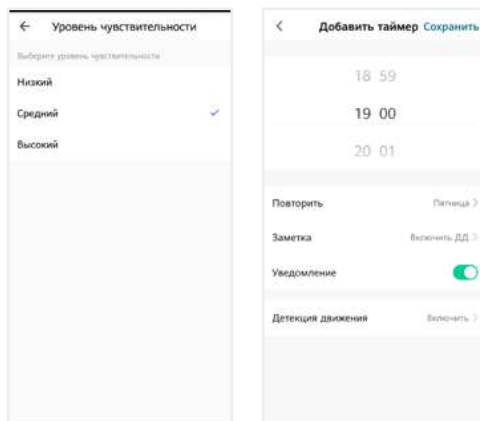 Уровень чувствительности
Выберите уровень чувствительности
Низкий
Средний
Высокий
Добавить таймер Сохранить
18 59
19 00
20 01
Повторить Пятница
Заметка Включить ДД
Уведомление
Детекция движения Включить